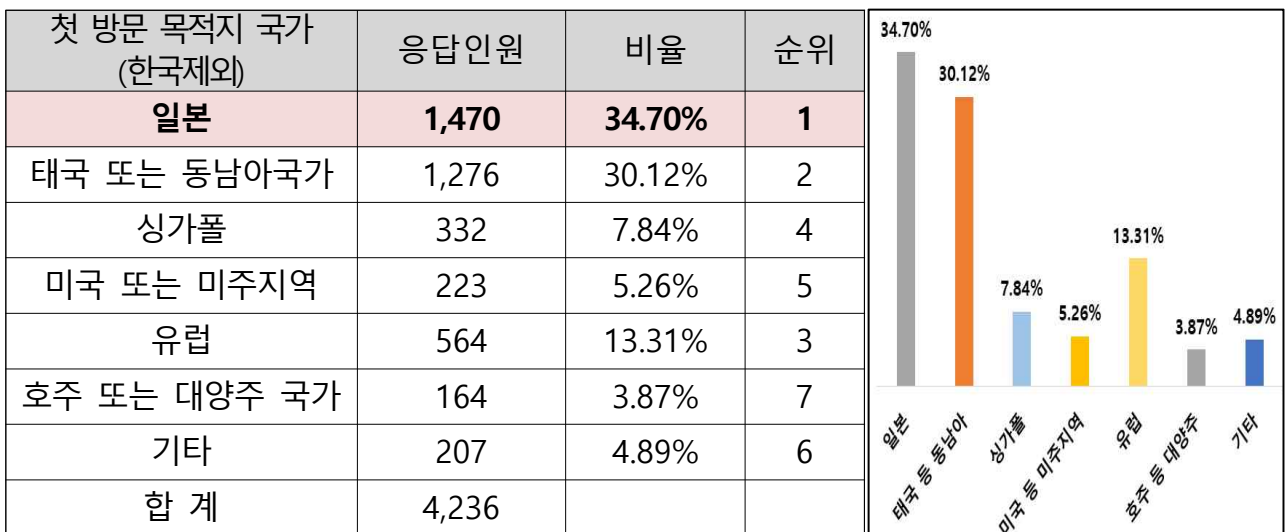 첫 방문 목적지 국가 응답인원 비율 순위
(한국제외)
일본 1,470 34.70% 1
태국 또는 동남아국가 1,276 30.12% 2
싱가폴 332 7.84% 4
미국 또는 미주지역 223 5.26% 5
유럽 564 13.31% 3
호주 또는 대양주 국가 164 3.87% 7
기타 207 4.89% 6
합 계 4,236
34.70%
30.12%
7.84%
5.26%
13.31%
3.87%
4.89%
일본
태국 등 동남아
싱가폴
미국 등 미주지역
유럽
호주 등 대양주
기타